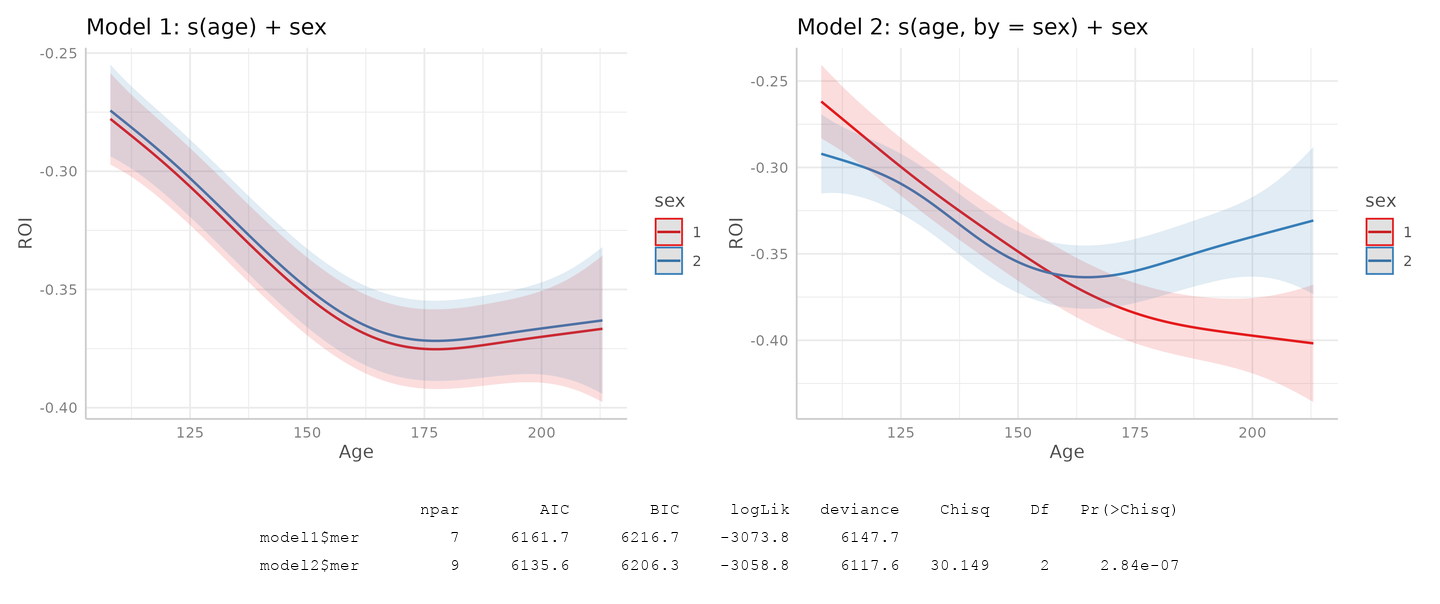 Model 1: s(age) + sex
-0.25
-0.30
-0.35
-0.40
ROI
125 150 175 200
Age
sex
1
2
Model 2: s(age, by = sex) + sex
-0.25
-0.30
-0.35
-0.40
ROI
125 150 175 200
Age
sex
1
2
npar AIC BIC logLik deviance Chisq Df Pr(>Chisq)
model1$mer 7 6161.7 6216.7 -3073.8 6147.7
model2$mer 9 6135.6 6206.3 -3058.8 6117.6 30.149 2 2.84e-07